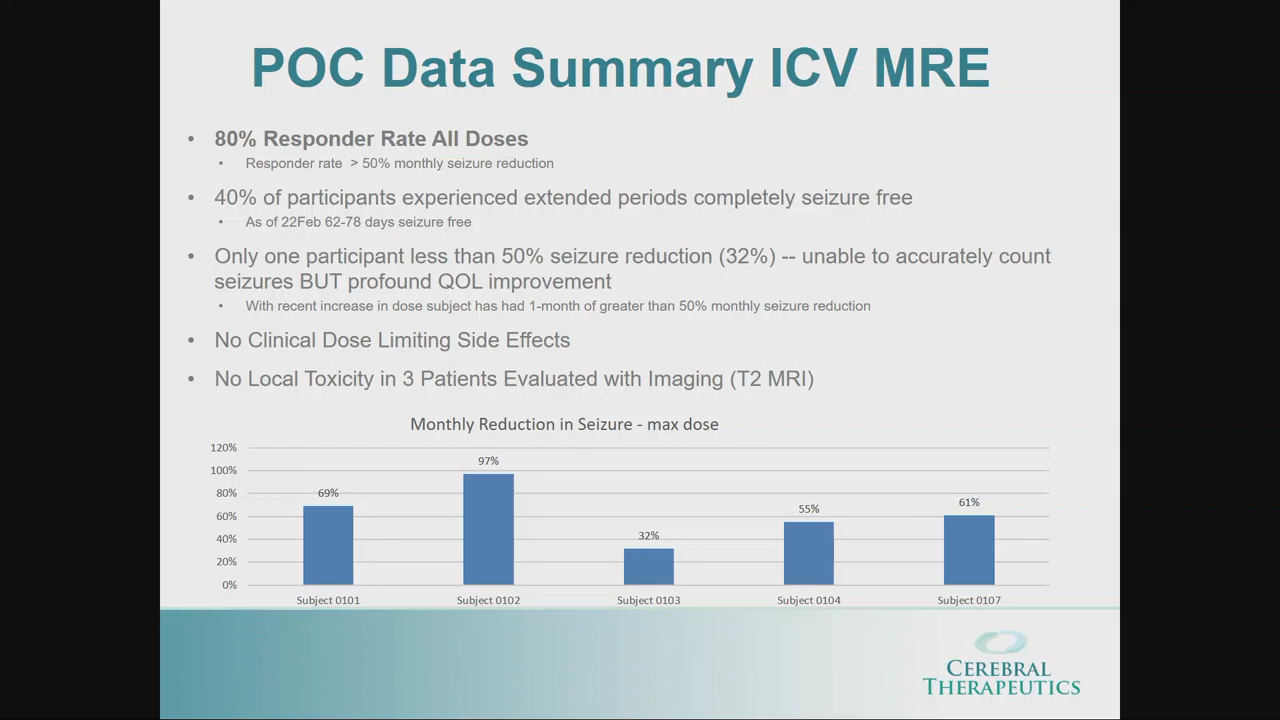 POC Data Summary ICV MRE
• 80% Responder Rate All Doses
• Responder rate > 50% monthly seizure reduction
• 40% of participants experienced extended periods completely seizure free
• As of 22Feb 62-78 days seizure free
• Only one participant less than 50% seizure reduction (32%) -- unable to accurately count
seizures BUT profound QOL improvement
• With recent increase in dose subject has had 1-month of greater than 50% monthly seizure reduction
• No Clinical Dose Limiting Side Effects
• No Local Toxicity in 3 Patients Evaluated with Imaging (T2 MRI)
Monthly Reduction in Seizure - max dose
120%
100%
80%
60%
40%
20%
0%
69%
97%
32%
55%
61%
Subject 0101
Subject 0102
Subject 0103
Subject 0104
Subject 0107
CEREBRAL
THERAPEUTICS